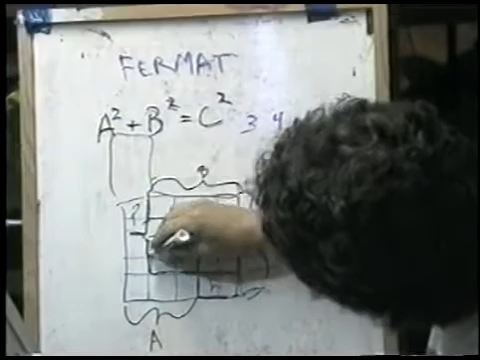 FERMAT
A² + B² = C² 3 4
B
A